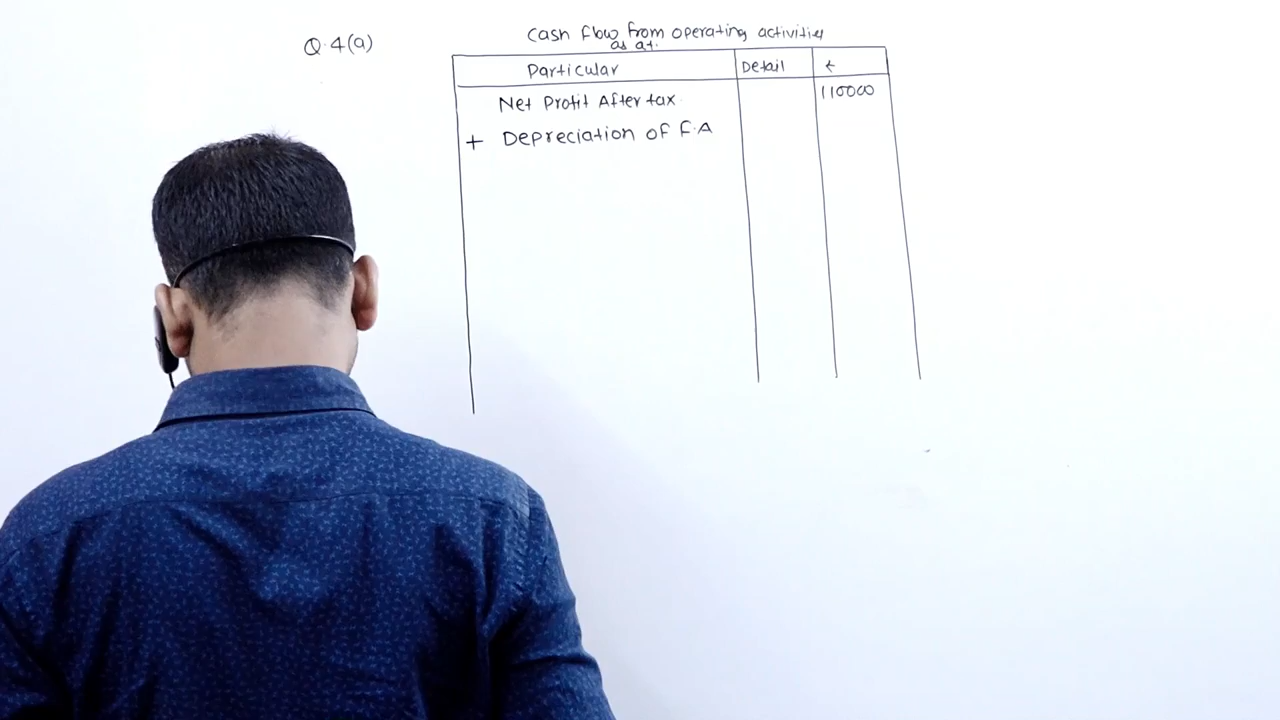 Q.4(a)
Cash flow from operating activities
as at.
Particular Detail ₹
Net Profit After tax. 110000
+ Depreciation of F.A